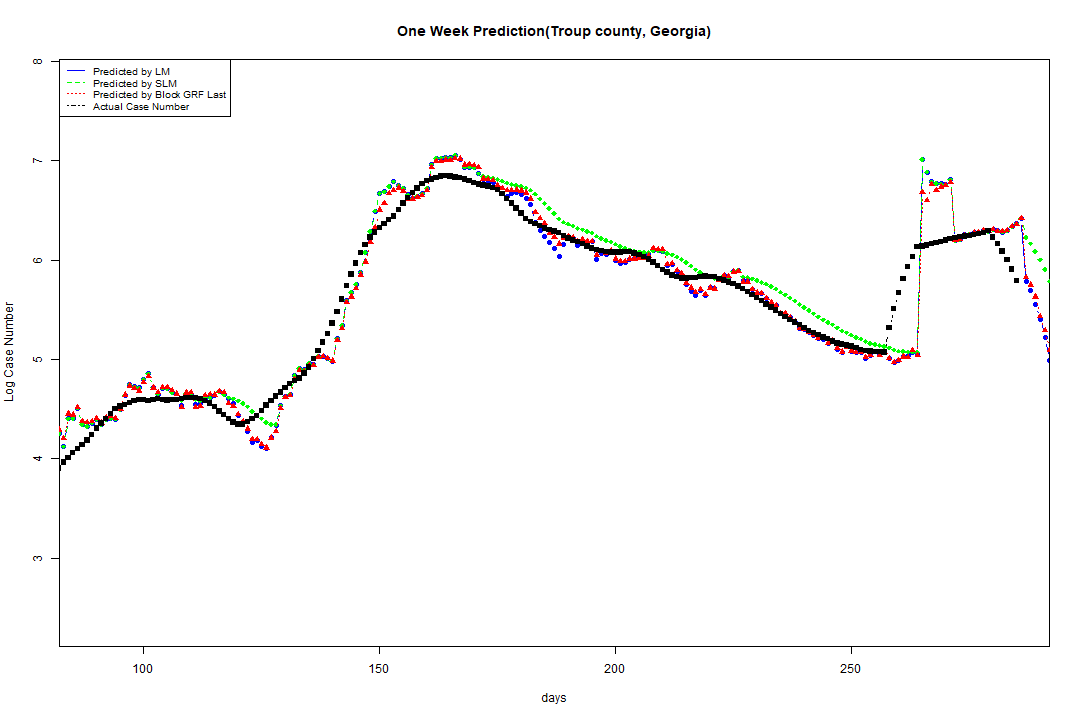 One Week Prediction(Troup county, Georgia)
Predicted by LM
Predicted by SLM
Predicted by Block GRF Last
Actual Case Number
8
7
6
5
4
3
Log Case Number
100 150 200 250
days